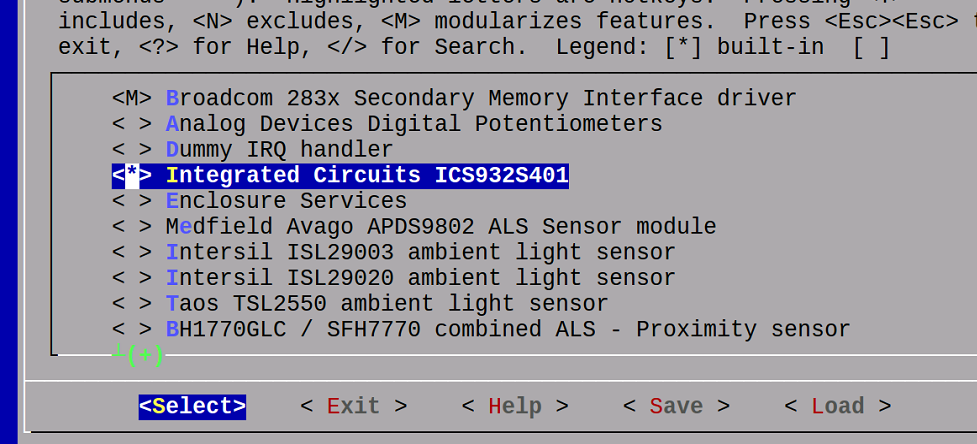 includes, <N> excludes, <M> modularizes features.  Press <Esc><Esc>
exit, <?> for Help, </> for Search.  Legend: [*] built-in  [ ]
<M> Broadcom 283x Secondary Memory Interface driver
< > Analog Devices Digital Potentiometers
< > Dummy IRQ handler
<*> Integrated Circuits ICS932S401
< > Enclosure Services
< > Medfield Avago APDS9802 ALS Sensor module
< > Intersil ISL29003 ambient light sensor
< > Intersil ISL29020 ambient light sensor
< > Taos TSL2550 ambient light sensor
< > BH1770GLC / SFH7770 combined ALS - Proximity sensor
┴(+)
<Select>    < Exit >    < Help >    < Save >    < Load >